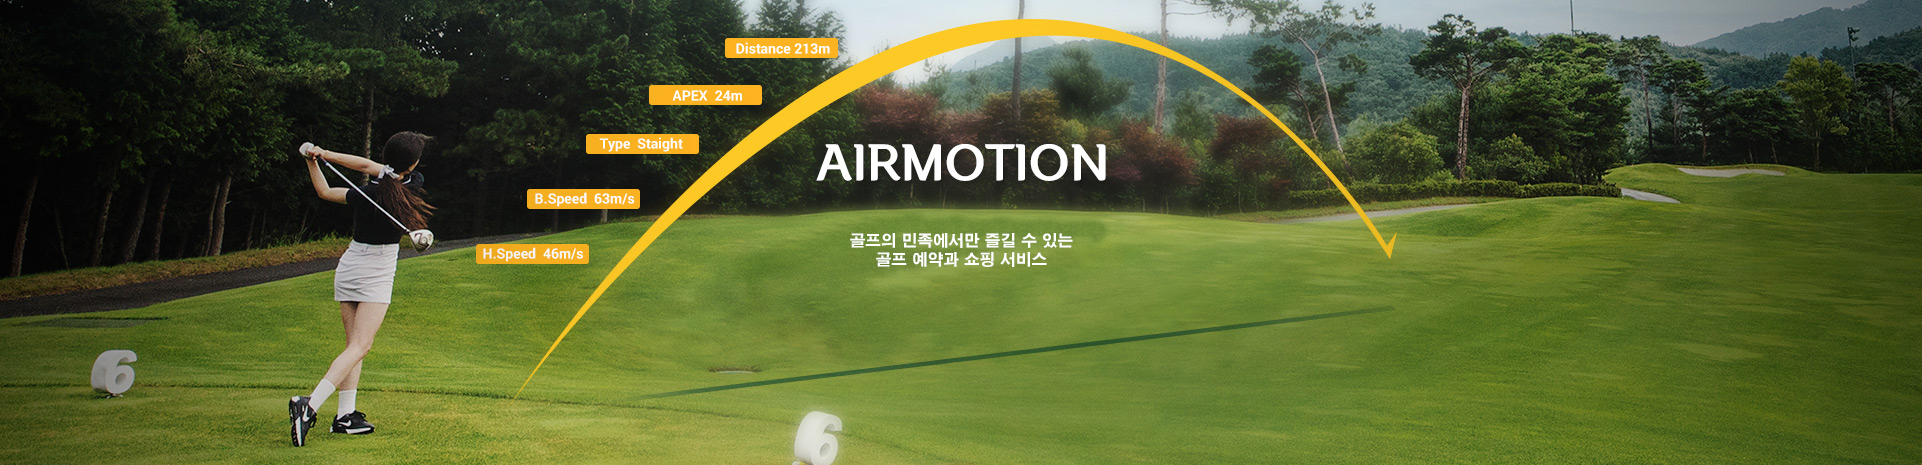 Distance 213m
APEX 24m
Type Staight
B.Speed 63m/s
H.Speed 46m/s
AIRMOTION
골프의 민족에서만 즐길 수 있는
골프 예약과 쇼핑 서비스
6
6